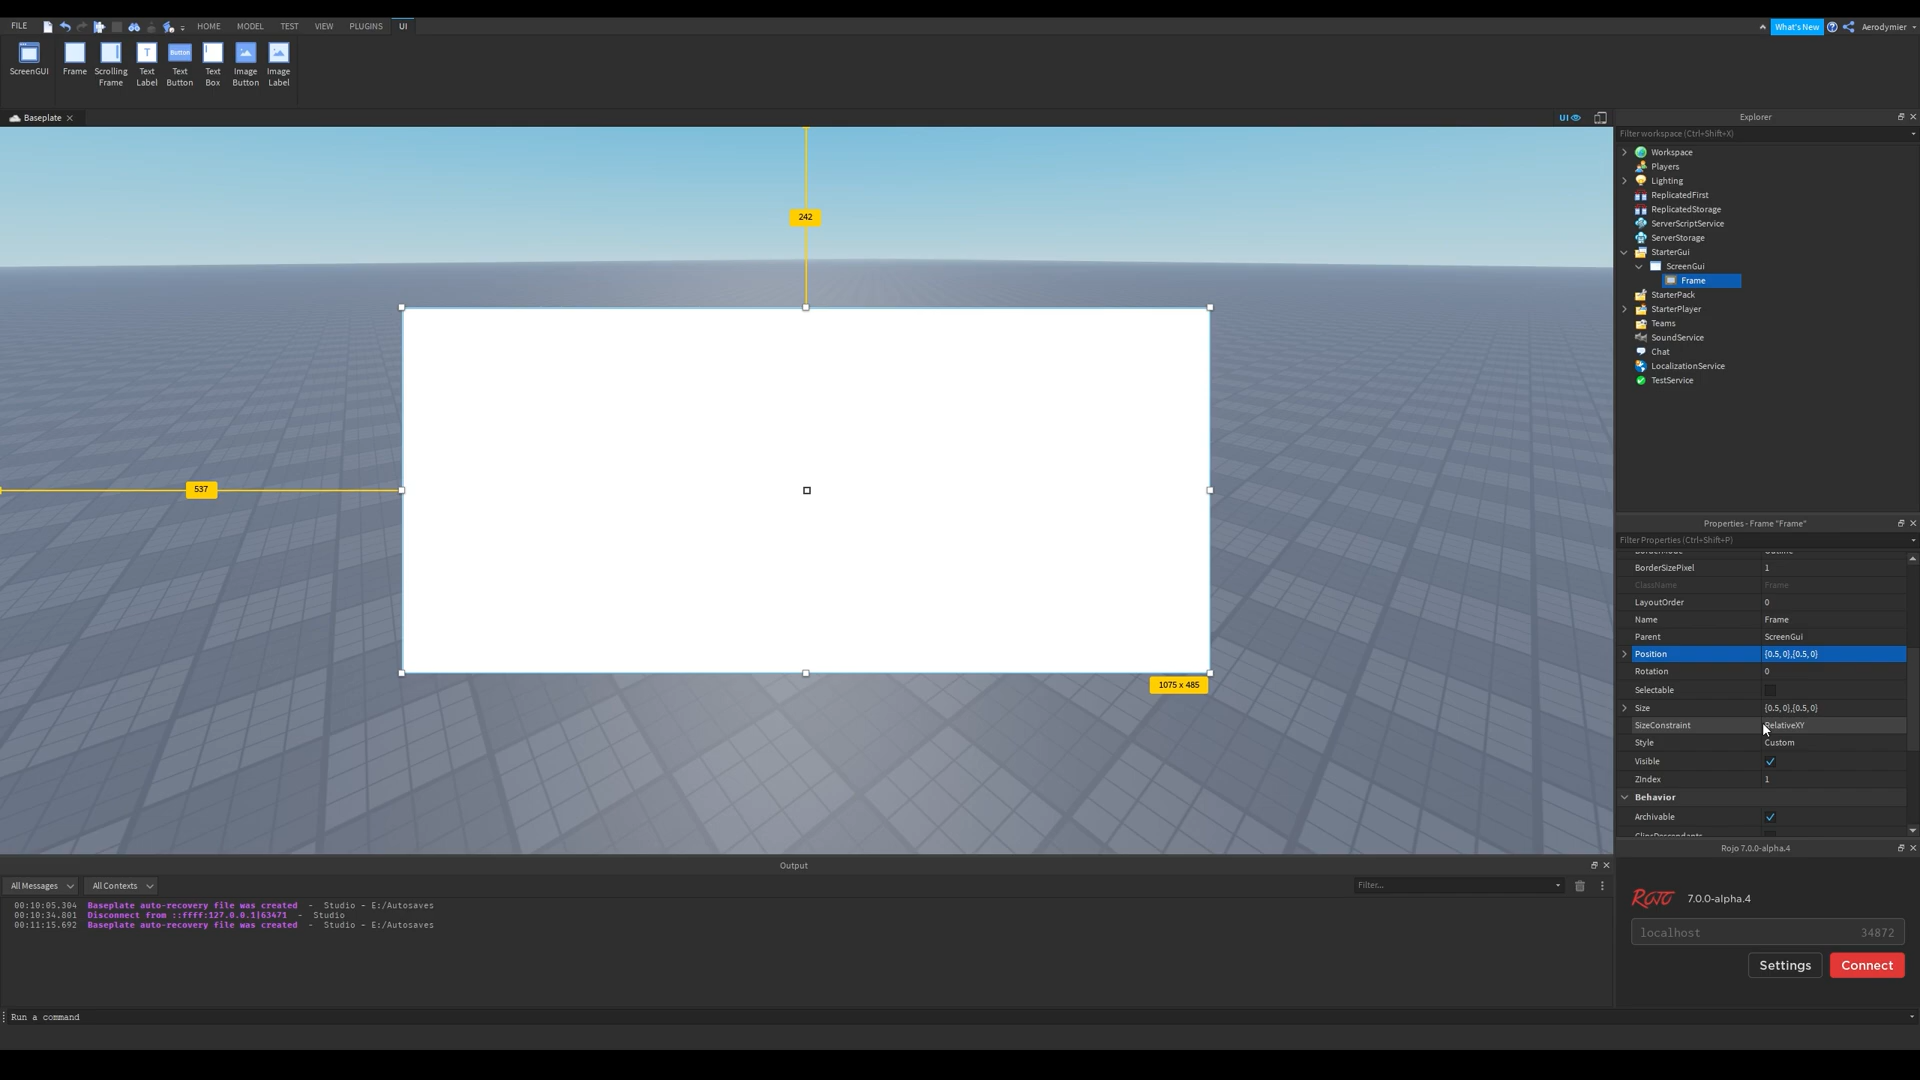 FILE HOME MODEL TEST VIEW PLUGINS UI What's New Aerodymier
ScreenGUI Frame Scrolling Frame Text Label Button Text Button Text Box Image Button Image Label
Baseplate UI
242
537
1075 x 485
Explorer
Filter workspace (Ctrl+Shift+X)
Workspace
Players
Lighting
ReplicatedFirst
ReplicatedStorage
ServerScriptService
ServerStorage
StarterGui
ScreenGui
Frame
StarterPack
StarterPlayer
Teams
SoundService
Chat
LocalizationService
TestService
Properties - Frame "Frame"
Filter Properties (Ctrl+Shift+P)
BorderSizePixel 1
ClassName Frame
LayoutOrder 0
Name Frame
Parent ScreenGui
Position {0.5, 0},{0.5, 0}
Rotation 0
Selectable
Size {0.5, 0},{0.5, 0}
SizeConstraint RelativeXY
Style Custom
Visible
ZIndex 1
Behavior
Archivable
Rojo 7.0.0-alpha.4
ROJO 7.0.0-alpha.4
localhost 34872
Settings Connect
Output
All Messages All Contexts Filter...
00:10:05.304 Baseplate auto-recovery file was created - Studio - E:/Autosaves
00:10:34.801 Disconnect from ::ffff:127.0.0.1|63471 - Studio
00:11:15.692 Baseplate auto-recovery file was created - Studio - E:/Autosaves
Run a command